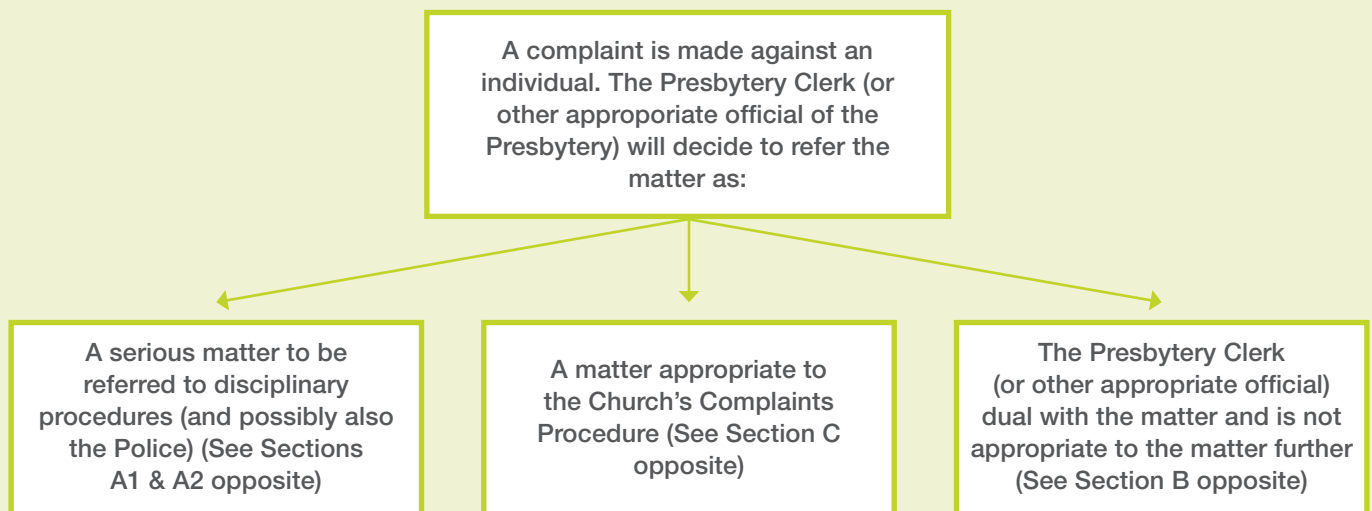 A complaint is made against an
individual. The Presbytery Clerk (or
other approporiate official of the
Presbytery) will decide to refer the
matter as:
A serious matter to be
referred to disciplinary
procedures (and possibly also
the Police) (See Sections
A1 & A2 opposite)
A matter appropriate to
the Church’s Complaints
Procedure (See Section C
opposite)
The Presbytery Clerk
(or other appropriate official)
dual with the matter and is not
appropriate to the matter further
(See Section B opposite)